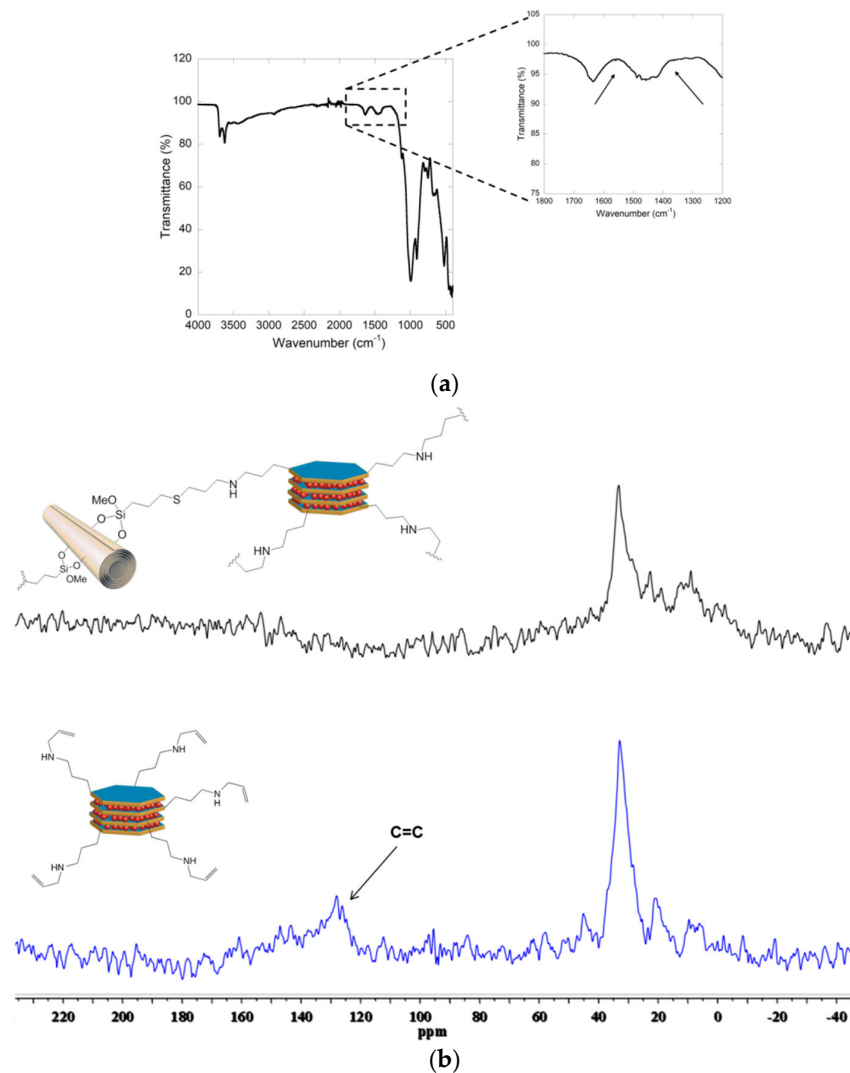 120
100
80
60
40
20
0
Transmittance (%)
4000 3500 3000 2500 2000 1500 1000 500
Wavenumber (cm-1)
105
100
95
90
85
80
75
Transmittance (%)
1800 1700 1600 1500 1400 1300 1200
Wavenumber (cm-1)
(a)
MeO
Si
O
O
S
N
H
NH
HN
NH
O
O
O
Si
OMe
HN
NH
NH
N
H
HN
NH
C=C
220 200 180 160 140 120 100 80 60 40 20 0 -20 -40
ppm
(b)